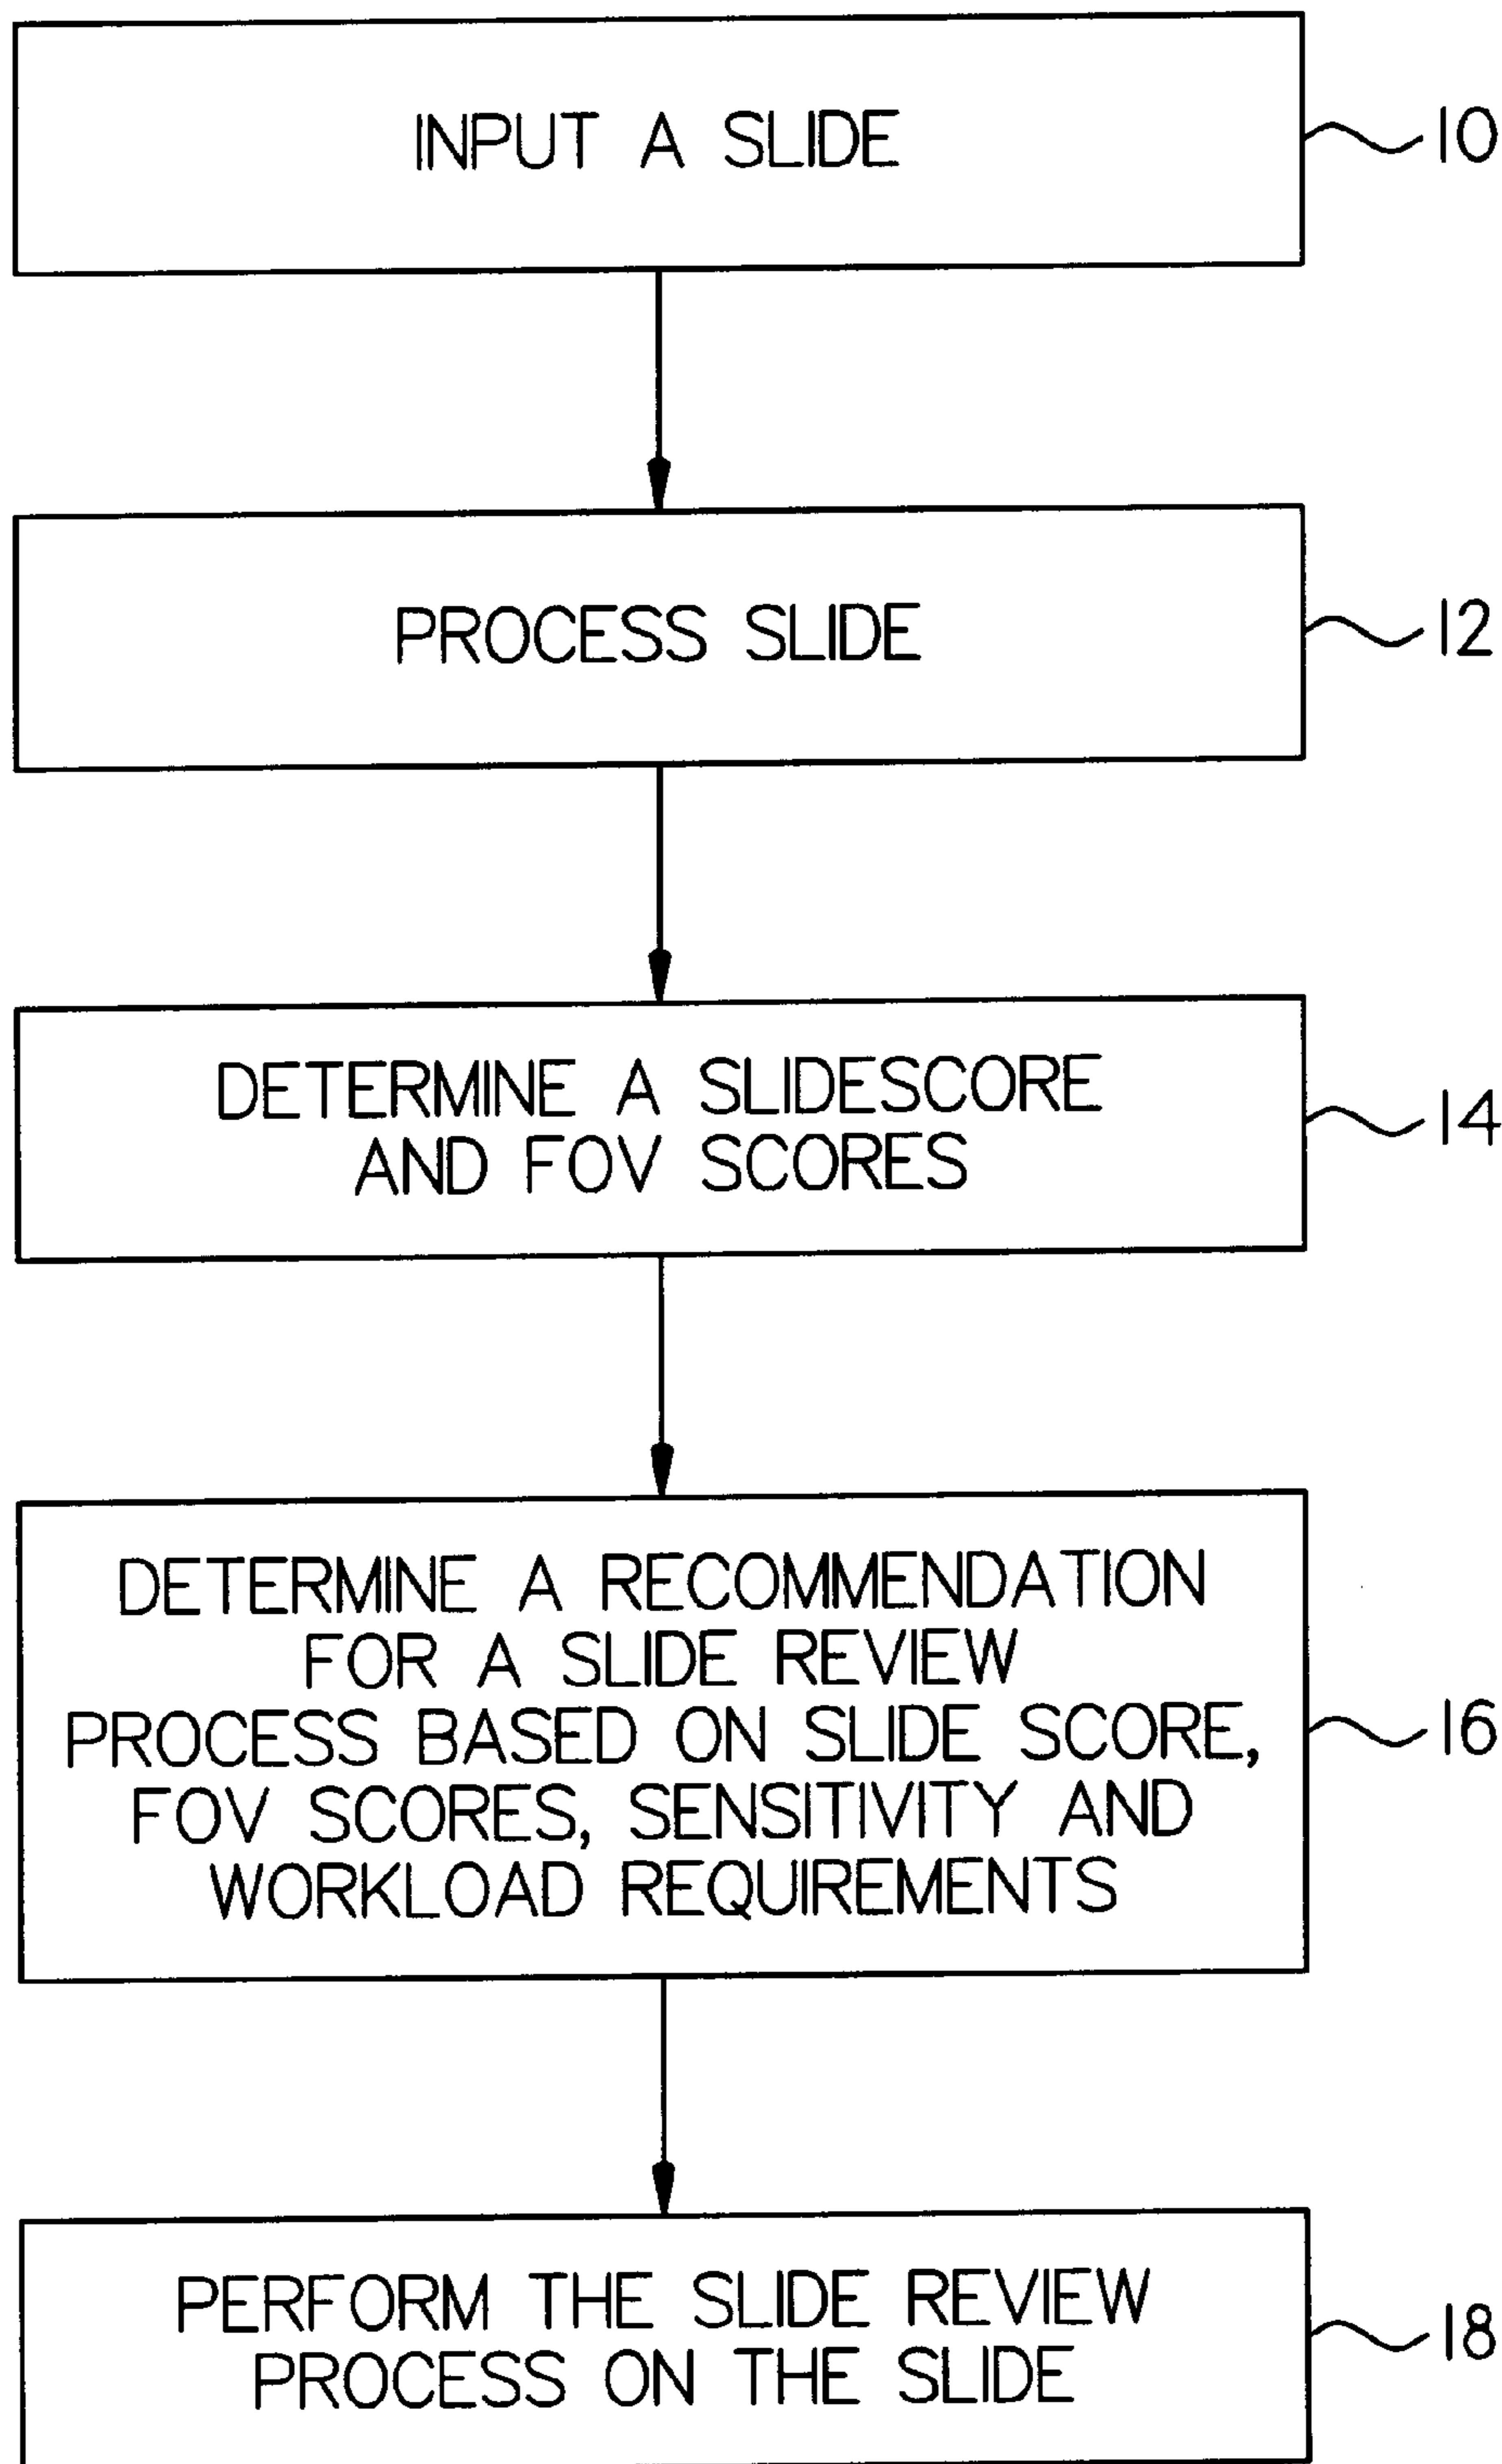 INPUT A SLIDE
10
PROCESS SLIDE
12
DETERMINE A SLIDESCORE
AND FOV SCORES
14
DETERMINE A RECOMMENDATION
FOR A SLIDE REVIEW
PROCESS BASED ON SLIDE SCORE,
FOV SCORES, SENSITIVITY AND
WORKLOAD REQUIREMENTS
16
PERFORM THE SLIDE REVIEW
PROCESS ON THE SLIDE
18